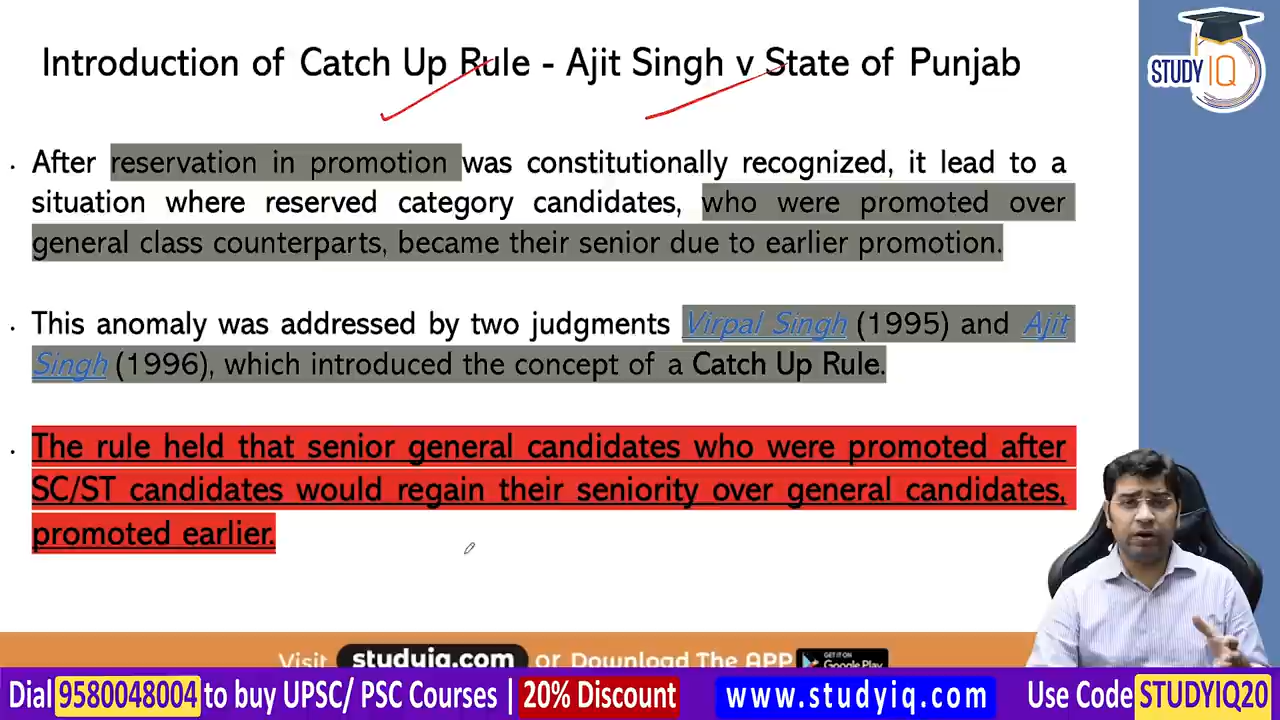 Introduction of Catch Up Rule - Ajit Singh v State of Punjab
STUDY IQ
• After reservation in promotion was constitutionally recognized, it lead to a
situation where reserved category candidates, who were promoted over
general class counterparts, became their senior due to earlier promotion.
• This anomaly was addressed by two judgments Virpal Singh (1995) and Ajit
Singh (1996), which introduced the concept of a Catch Up Rule.
• The rule held that senior general candidates who were promoted after
SC/ST candidates would regain their seniority over general candidates,
promoted earlier.
Visit studyiq.com or Download The APP GET IT ON Google Play
Dial 9580048004 to buy UPSC/ PSC Courses | 20% Discount www.studyiq.com Use Code STUDYIQ20